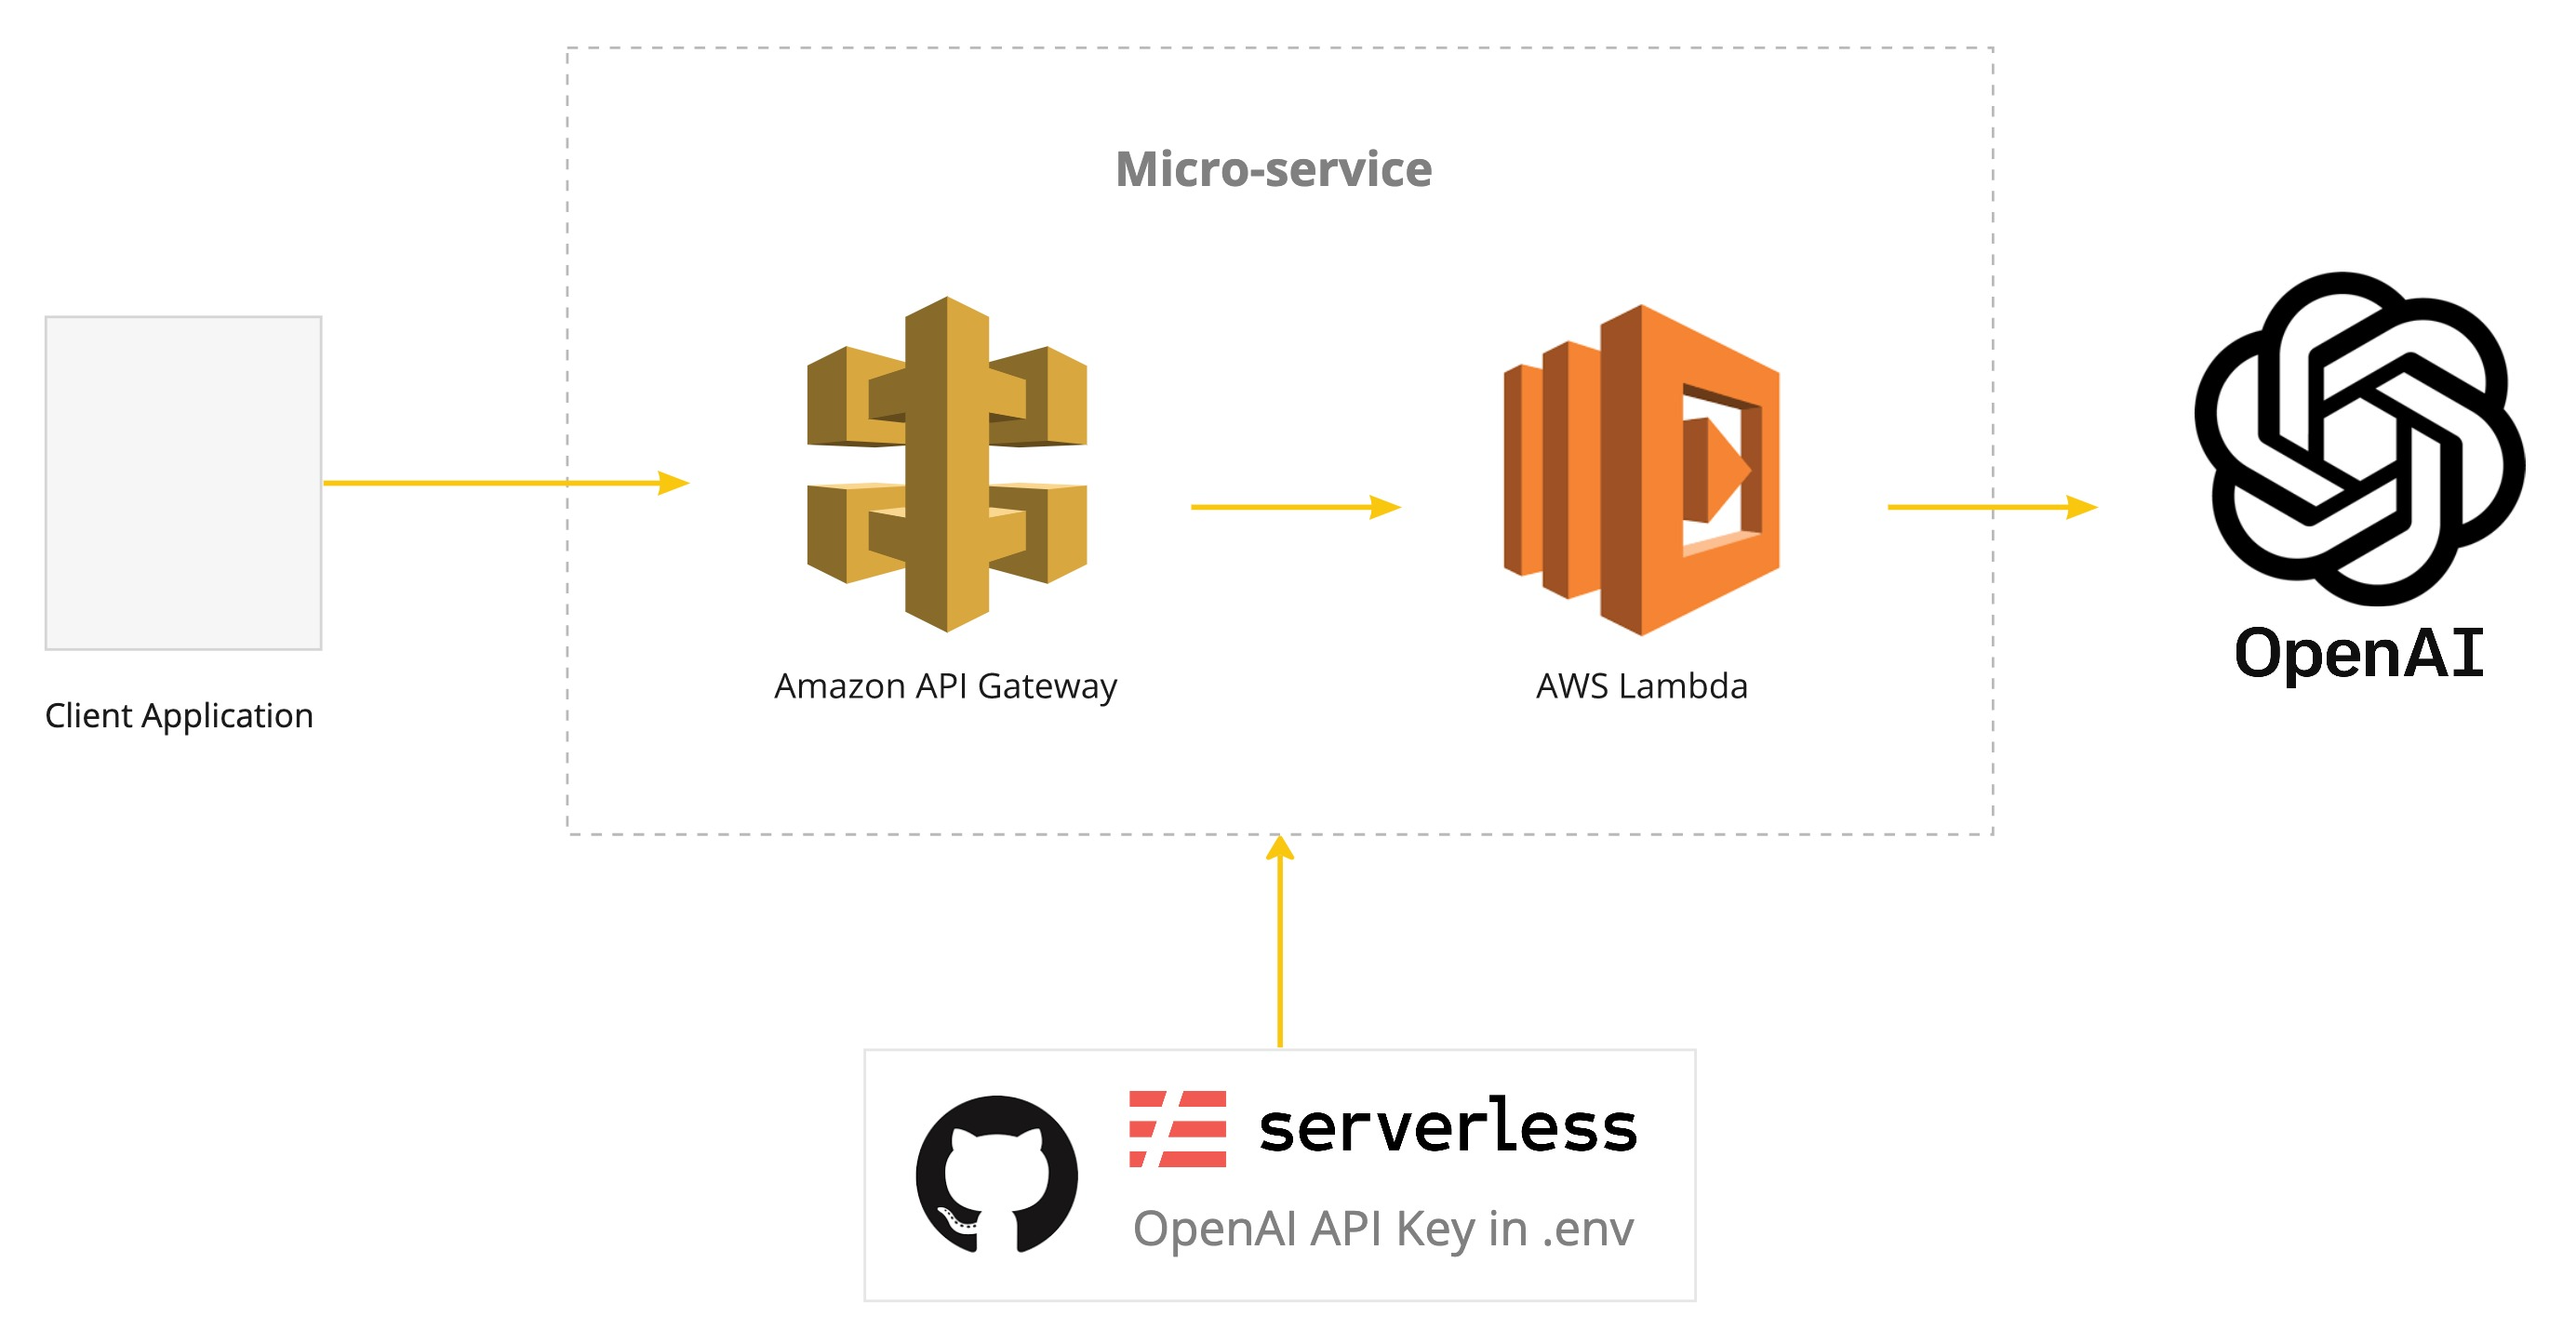 Micro-service
Client Application
Amazon API Gateway
AWS Lambda
OpenAI
serverless
OpenAI API Key in .env